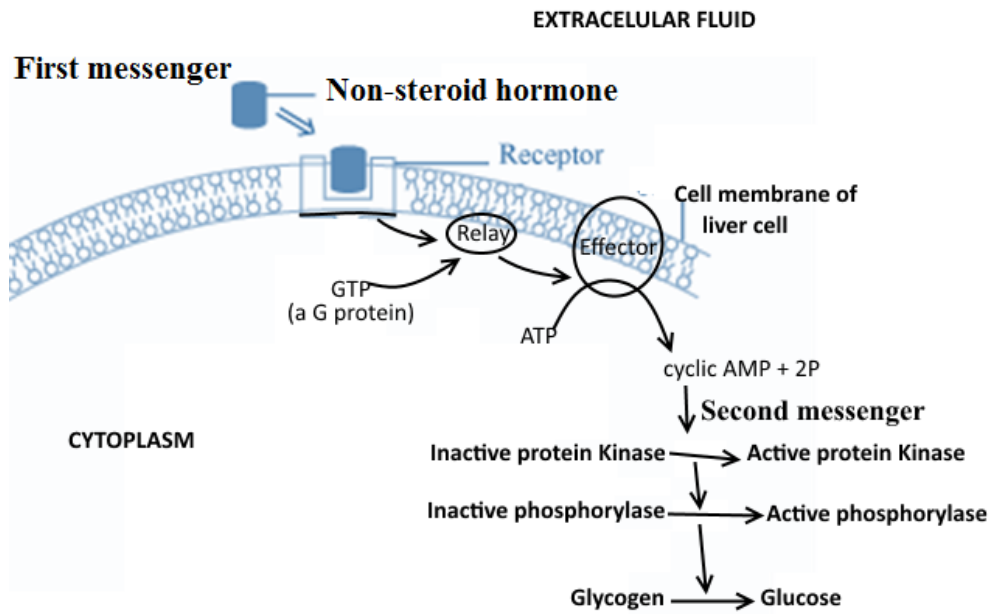 EXTRACELULAR FLUID
First messenger
Non-steroid hormone
Receptor
Cell membrane of
liver cell
Relay
Effector
GTP
(a G protein)
ATP
cyclic AMP + 2P
Second messenger
CYTOPLASM
Inactive protein Kinase
Active protein Kinase
Inactive phosphorylase
Active phosphorylase
Glycogen
Glucose